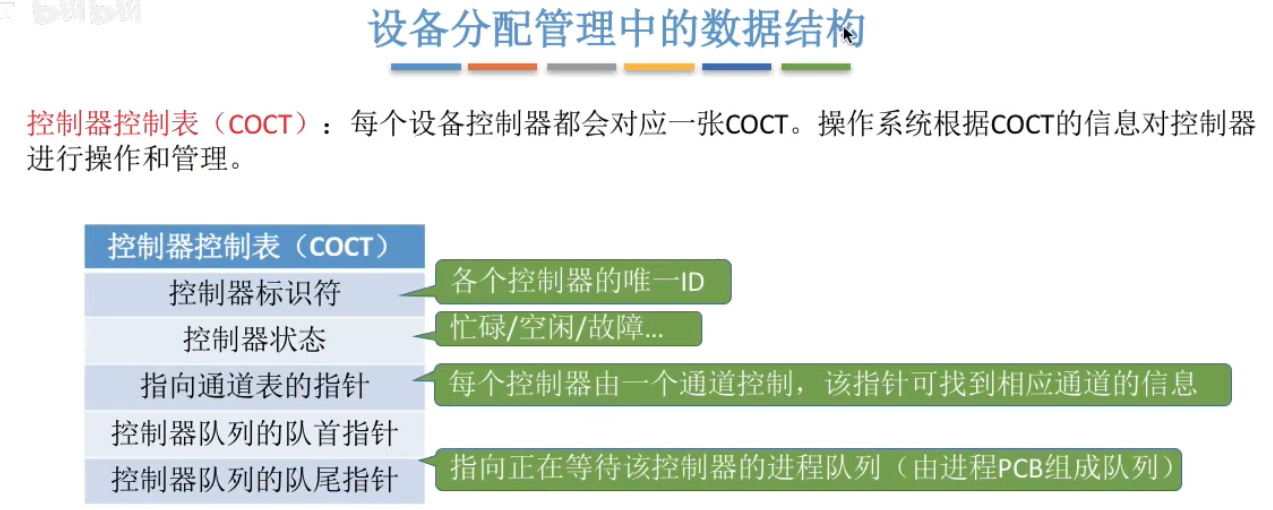 bilibili
设备分配管理中的数据结构
控制器控制表（COCT）：每个设备控制器都会对应一张COCT。操作系统根据COCT的信息对控制器
进行操作和管理。
控制器控制表（COCT）
控制器标识符
各个控制器的唯一ID
控制器状态
忙碌/空闲/故障...
指向通道表的指针
每个控制器由一个通道控制，该指针可找到相应通道的信息
控制器队列的队首指针
控制器队列的队尾指针
指向正在等待该控制器的进程队列（由进程PCB组成队列）